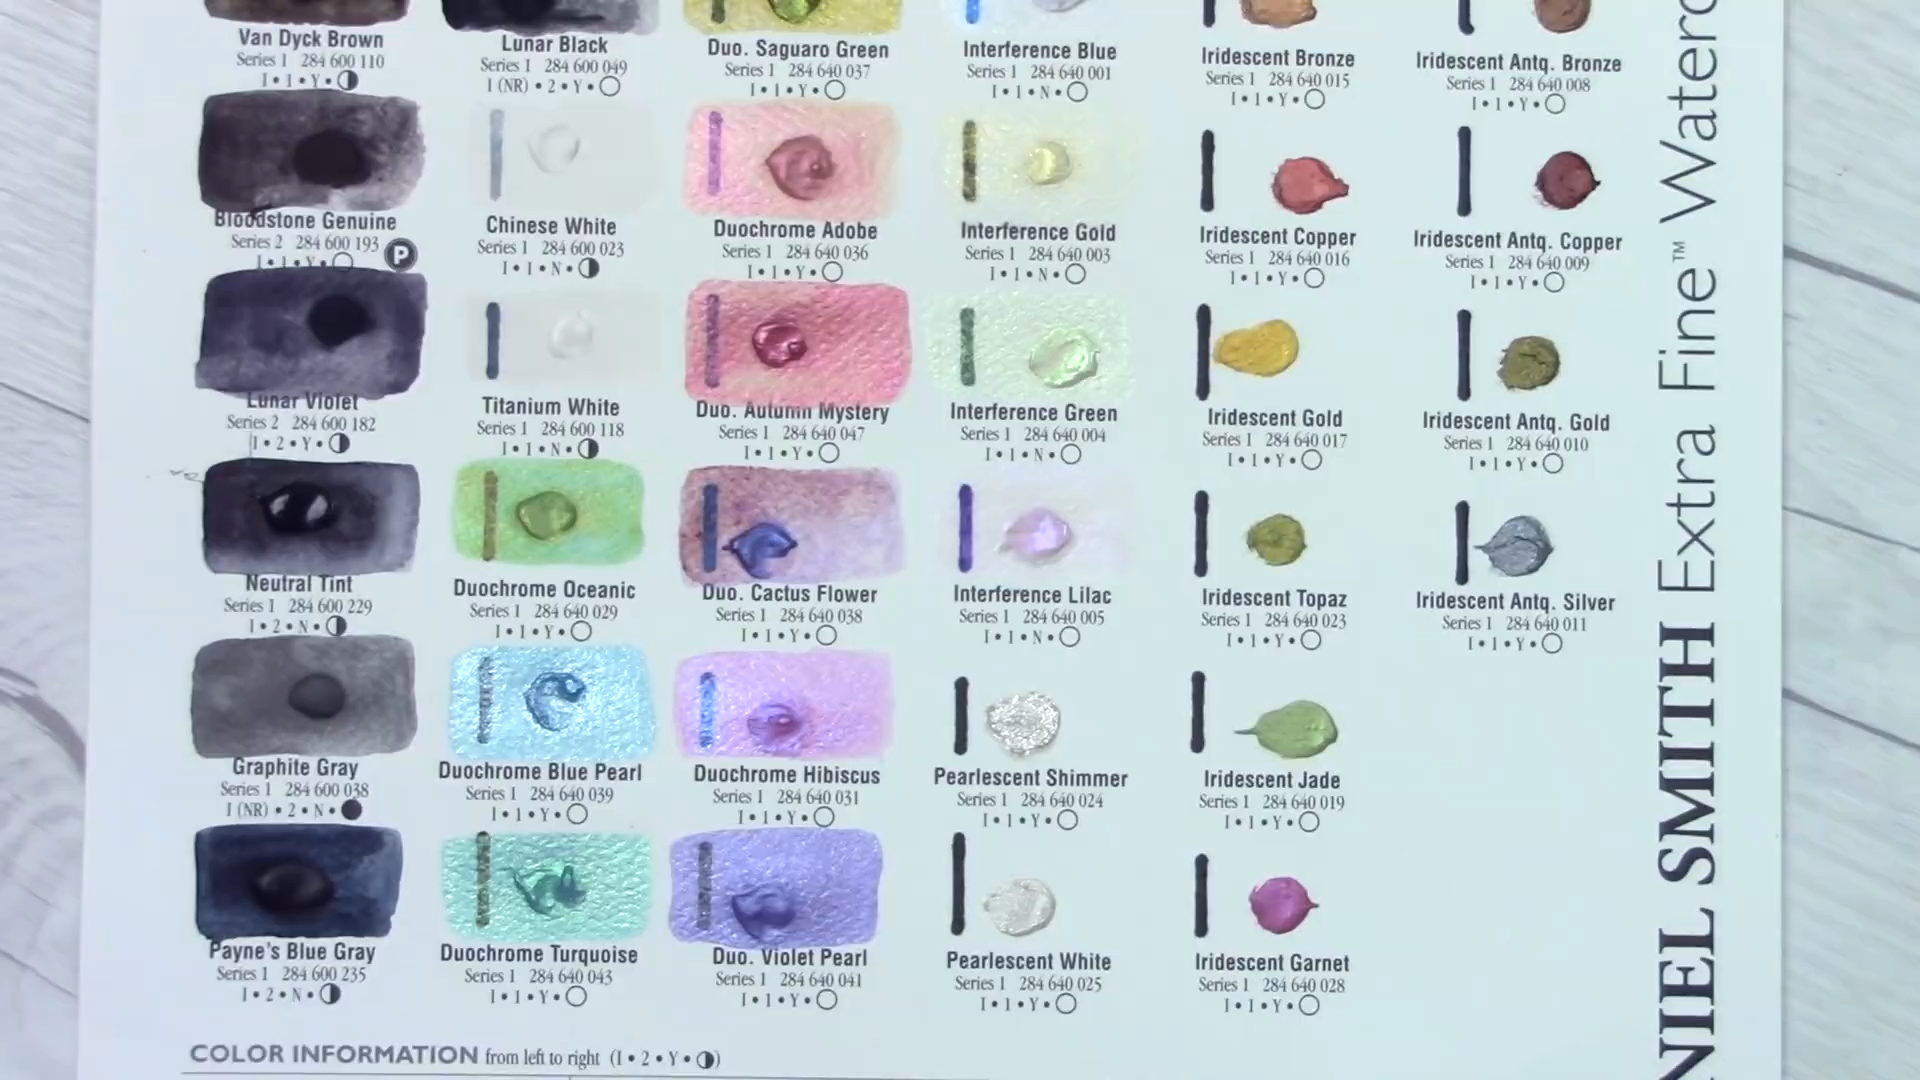 Van Dyck Brown
Series 1 284 600 110
I • 1 • Y •
Lunar Black
Series 1 284 600 049
I (NR) • 2 • Y •
Duo. Saguaro Green
Series 1 284 640 037
I • 1 • Y •
Interference Blue
Series 1 284 640 001
I • 1 • N •
Iridescent Bronze
Series 1 284 640 015
I • 1 • Y •
Iridescent Antq. Bronze
Series 1 284 640 008
I • 1 • Y •
Bloodstone Genuine
Series 2 284 600 193
I • 1 • Y •
P
Chinese White
Series 1 284 600 023
I • 1 • N •
Duochrome Adobe
Series 1 284 640 036
I • 1 • Y •
Interference Gold
Series 1 284 640 003
I • 1 • N •
Iridescent Copper
Series 1 284 640 016
I • 1 • Y •
Iridescent Antq. Copper
Series 1 284 640 009
I • 1 • Y •
Lunar Violet
Series 2 284 600 182
I • 2 • Y •
Titanium White
Series 1 284 600 118
I • 1 • N •
Duo. Autumn Mystery
Series 1 284 640 047
I • 1 • Y •
Interference Green
Series 1 284 640 004
I • 1 • N •
Iridescent Gold
Series 1 284 640 017
I • 1 • Y •
Iridescent Antq. Gold
Series 1 284 640 010
I • 1 • Y •
Neutral Tint
Series 1 284 600 229
I • 2 • N •
Duochrome Oceanic
Series 1 284 640 029
I • 1 • Y •
Duo. Cactus Flower
Series 1 284 640 038
I • 1 • Y •
Interference Lilac
Series 1 284 640 005
I • 1 • N •
Iridescent Topaz
Series 1 284 640 023
I • 1 • Y •
Iridescent Antq. Silver
Series 1 284 640 011
I • 1 • Y •
Graphite Gray
Series 1 284 600 038
I (NR) • 2 • N •
Duochrome Blue Pearl
Series 1 284 640 039
I • 1 • Y •
Duochrome Hibiscus
Series 1 284 640 031
I • 1 • Y •
Pearlescent Shimmer
Series 1 284 640 024
I • 1 • Y •
Iridescent Jade
Series 1 284 640 019
I • 1 • Y •
Payne's Blue Gray
Series 1 284 600 235
I • 2 • N •
Duochrome Turquoise
Series 1 284 640 043
I • 1 • Y •
Duo. Violet Pearl
Series 1 284 640 041
I • 1 • Y •
Pearlescent White
Series 1 284 640 025
I • 1 • Y •
Iridescent Garnet
Series 1 284 640 028
I • 1 • Y •
COLOR INFORMATION from left to right (I • 2 • Y • ◑)
NIEL SMITH Extra Fine™ Waterc